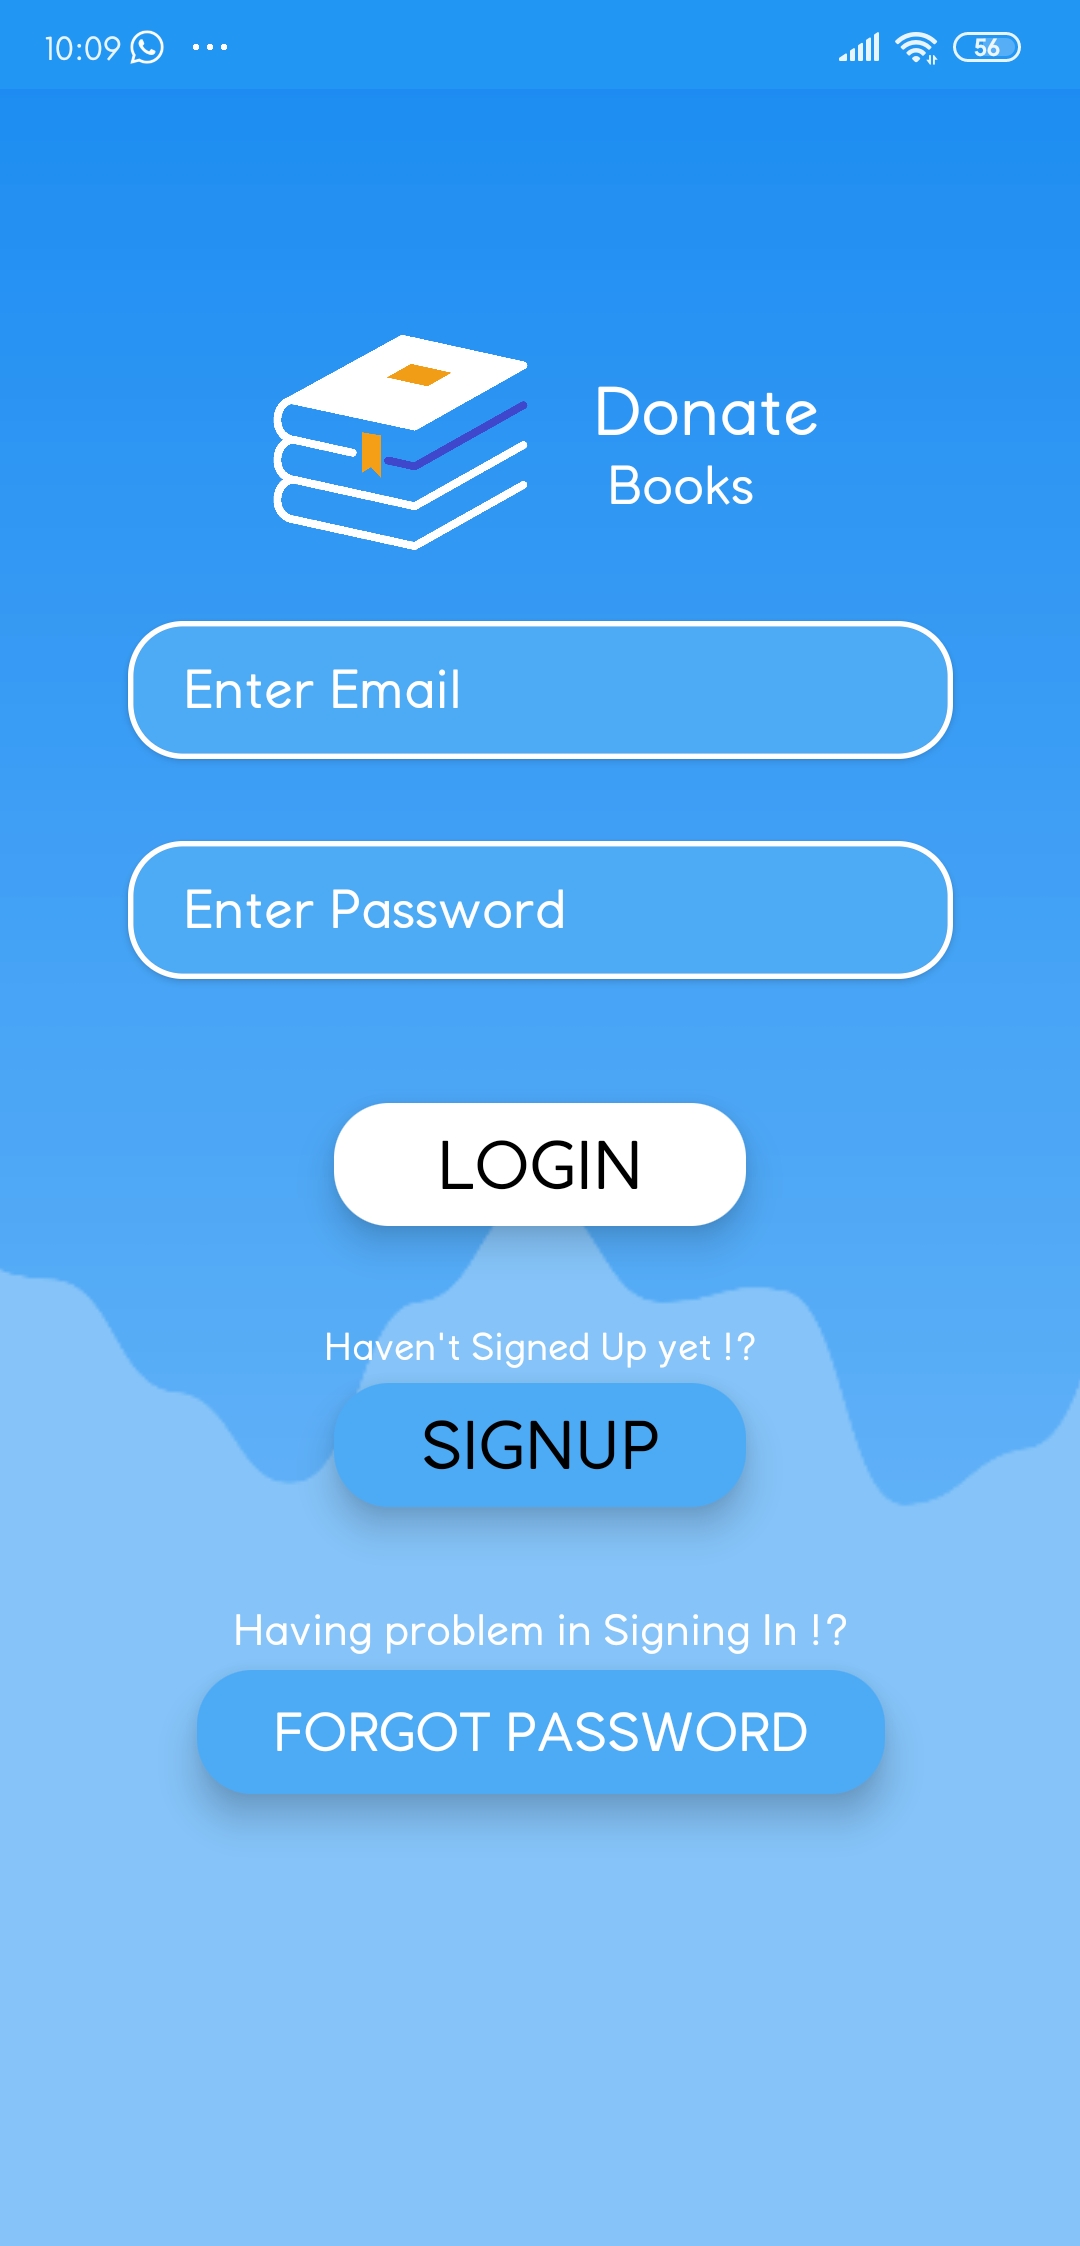 10:09 ... 56
Donate
Books
Enter Email
Enter Password
LOGIN
Haven't Signed Up yet !?
SIGNUP
Having problem in Signing In !?
FORGOT PASSWORD